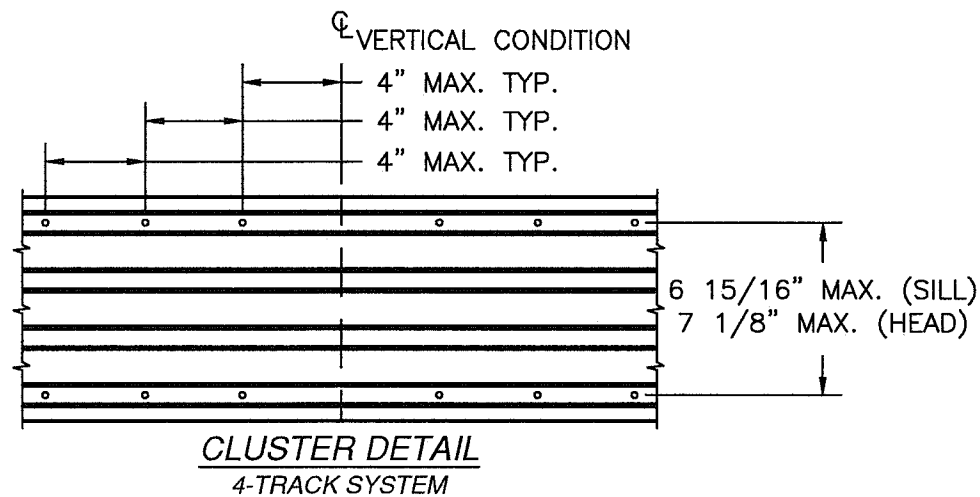 ℄ VERTICAL CONDITION
4" MAX. TYP.
4" MAX. TYP.
4" MAX. TYP.
6 15/16" MAX. (SILL)
7 1/8" MAX. (HEAD)
CLUSTER DETAIL
4-TRACK SYSTEM